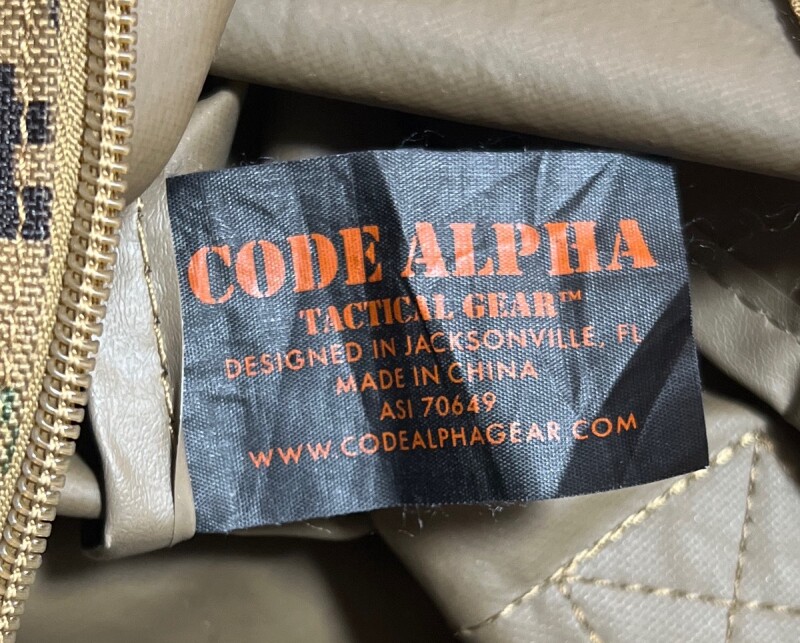 CODE ALPHA
TACTICAL GEAR™
DESIGNED IN JACKSONVILLE, FL
MADE IN CHINA
ASI 70649
WWW.CODEALPHAGEAR.COM